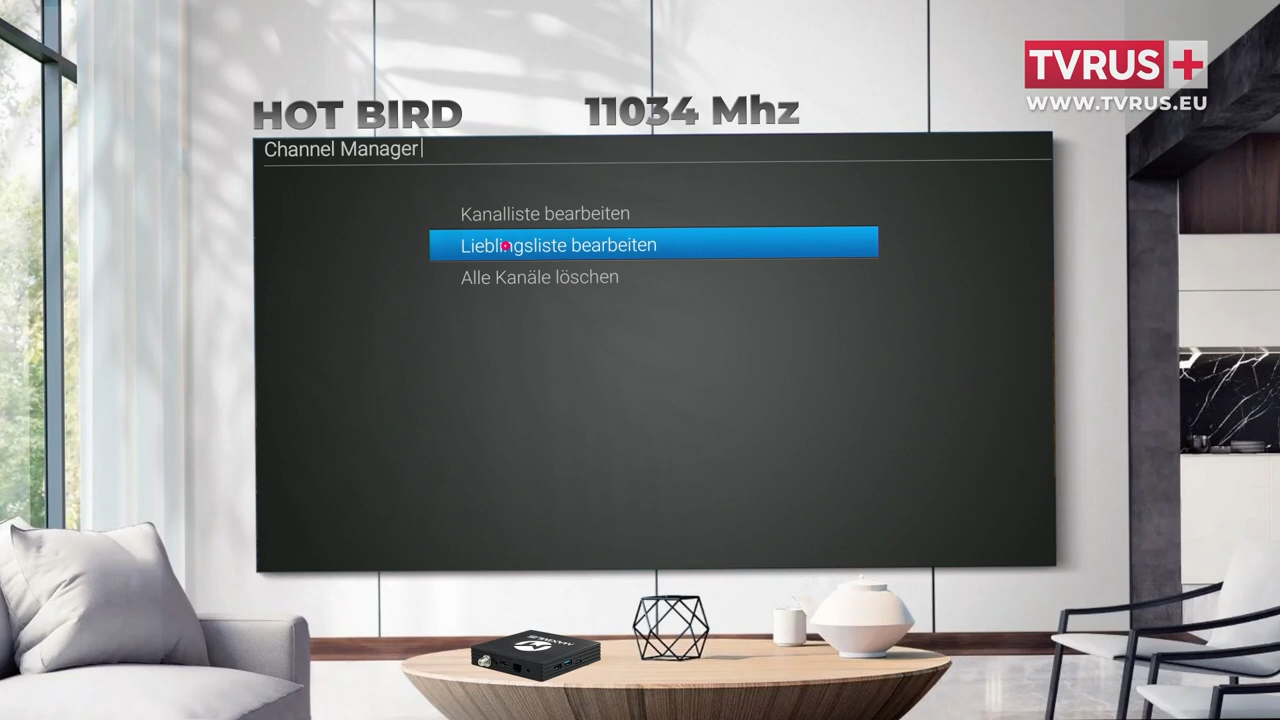 TVRUS+
WWW.TVRUS.EU
HOT BIRD 11034 Mhz
Channel Manager
Kanalliste bearbeiten
Lieblingsliste bearbeiten
Alle Kanäle löschen